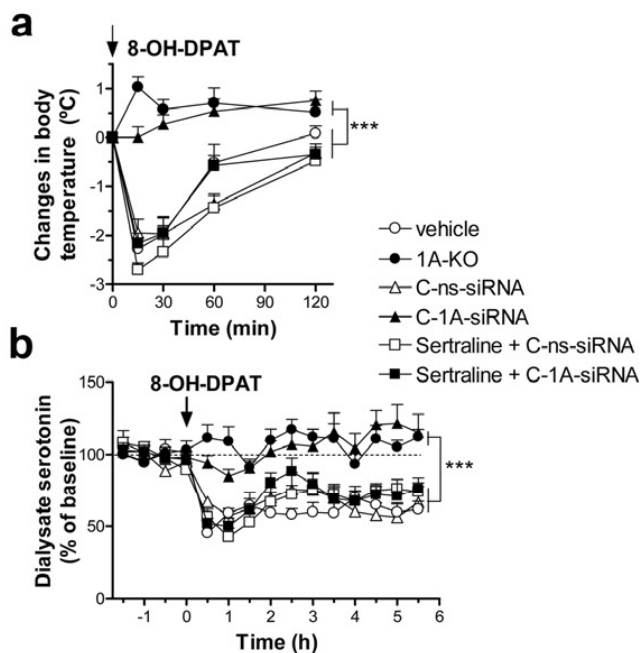 a
8-OH-DPAT
Changes in body
temperature (ºC)
1
0
-1
-2
-3
***
0 30 60 90 120
Time (min)
vehicle
1A-KO
C-ns-siRNA
C-1A-siRNA
Sertraline + C-ns-siRNA
Sertraline + C-1A-siRNA
b
8-OH-DPAT
Dialysate serotonin
(% of baseline)
150
100
50
0
***
-1 0 1 2 3 4 5 6
Time (h)